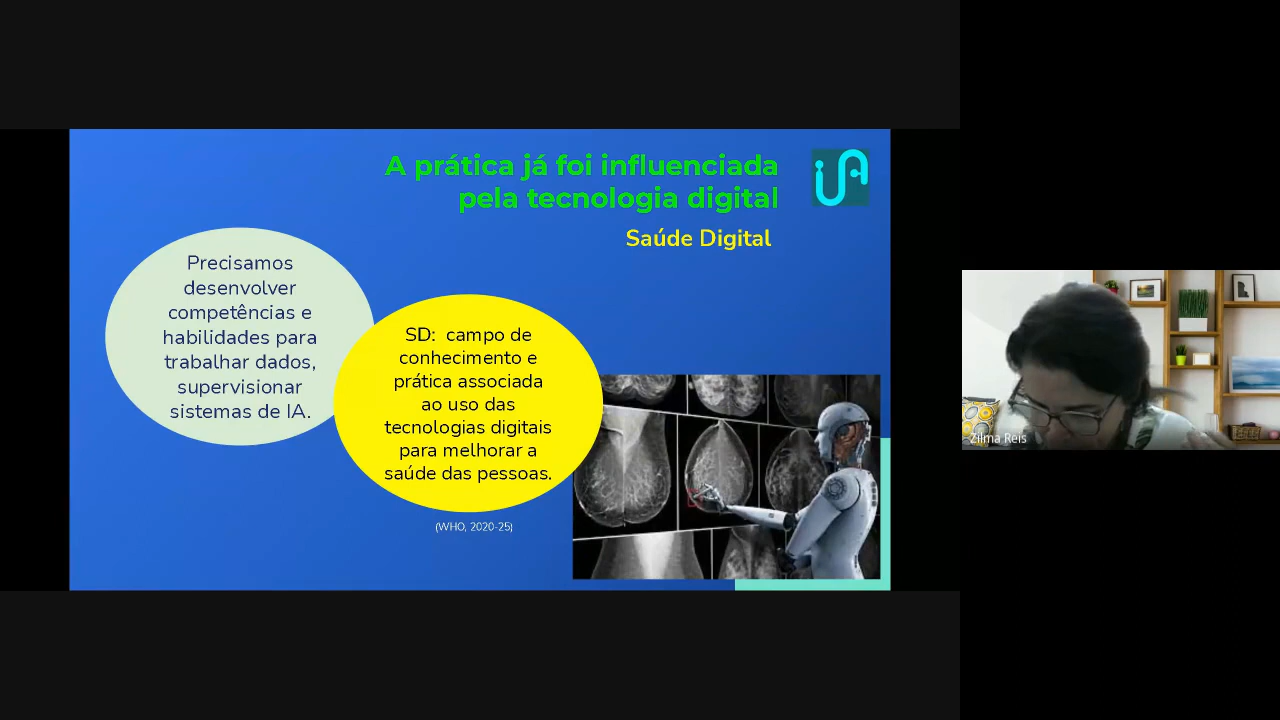 A prática já foi influenciada
pela tecnologia digital
iA
Saúde Digital
Precisamos
desenvolver
competências e
habilidades para
trabalhar dados,
supervisionar
sistemas de IA.
SD: campo de
conhecimento e
prática associada
ao uso das
tecnologias digitais
para melhorar a
saúde das pessoas.
(WHO, 2020-25)
Zilma Reis